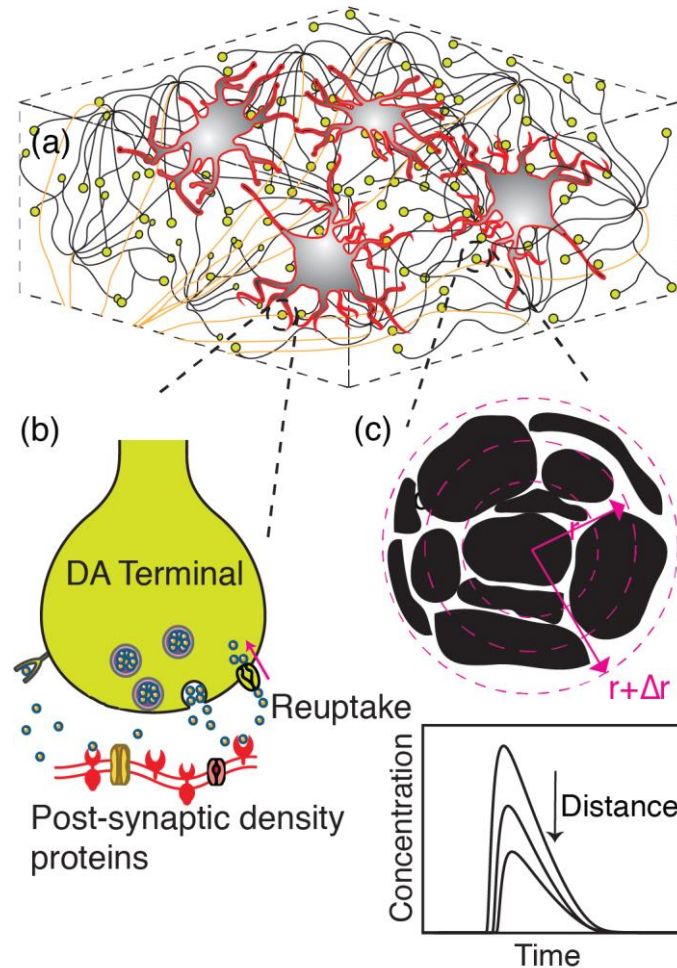 (a)
(b)
DA Terminal
Reuptake
Post-synaptic density
proteins
(c)
r
r+Δr
Concentration
Distance
Time